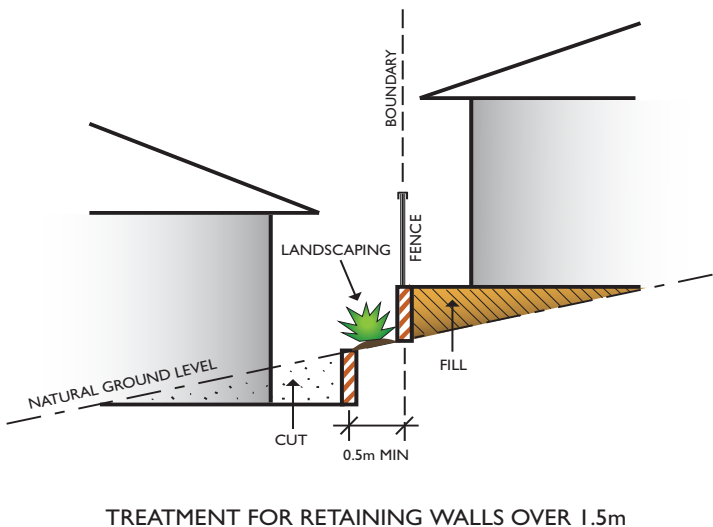 BOUNDARY
FENCE
LANDSCAPING
NATURAL GROUND LEVEL
FILL
CUT
0.5m MIN
TREATMENT FOR RETAINING WALLS OVER 1.5m